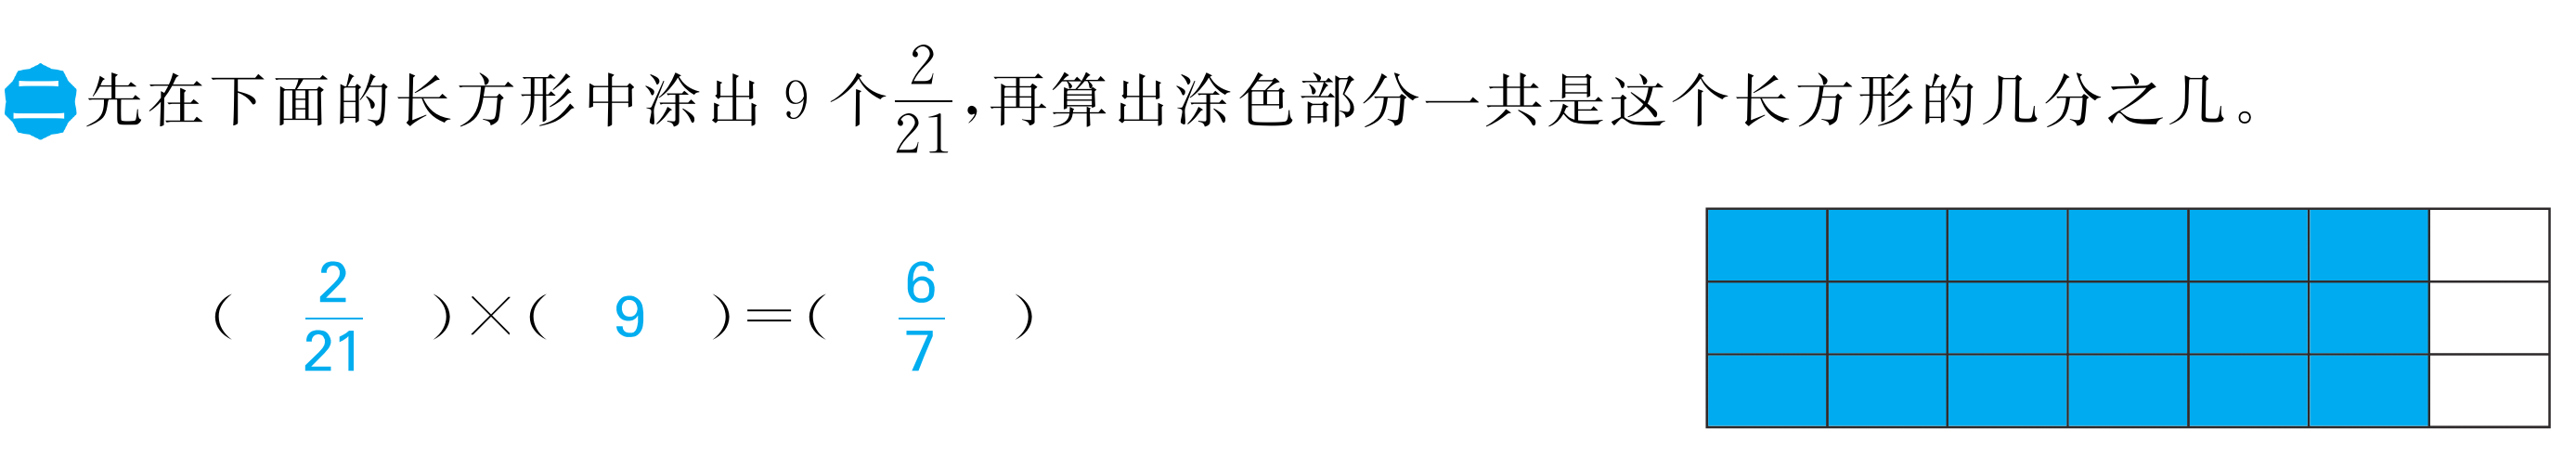 二 先在下面的长方形中涂出 9 个 2/21,再算出涂色部分一共是这个长方形的几分之几。
( 2/21 )×( 9 )=( 6/7 )